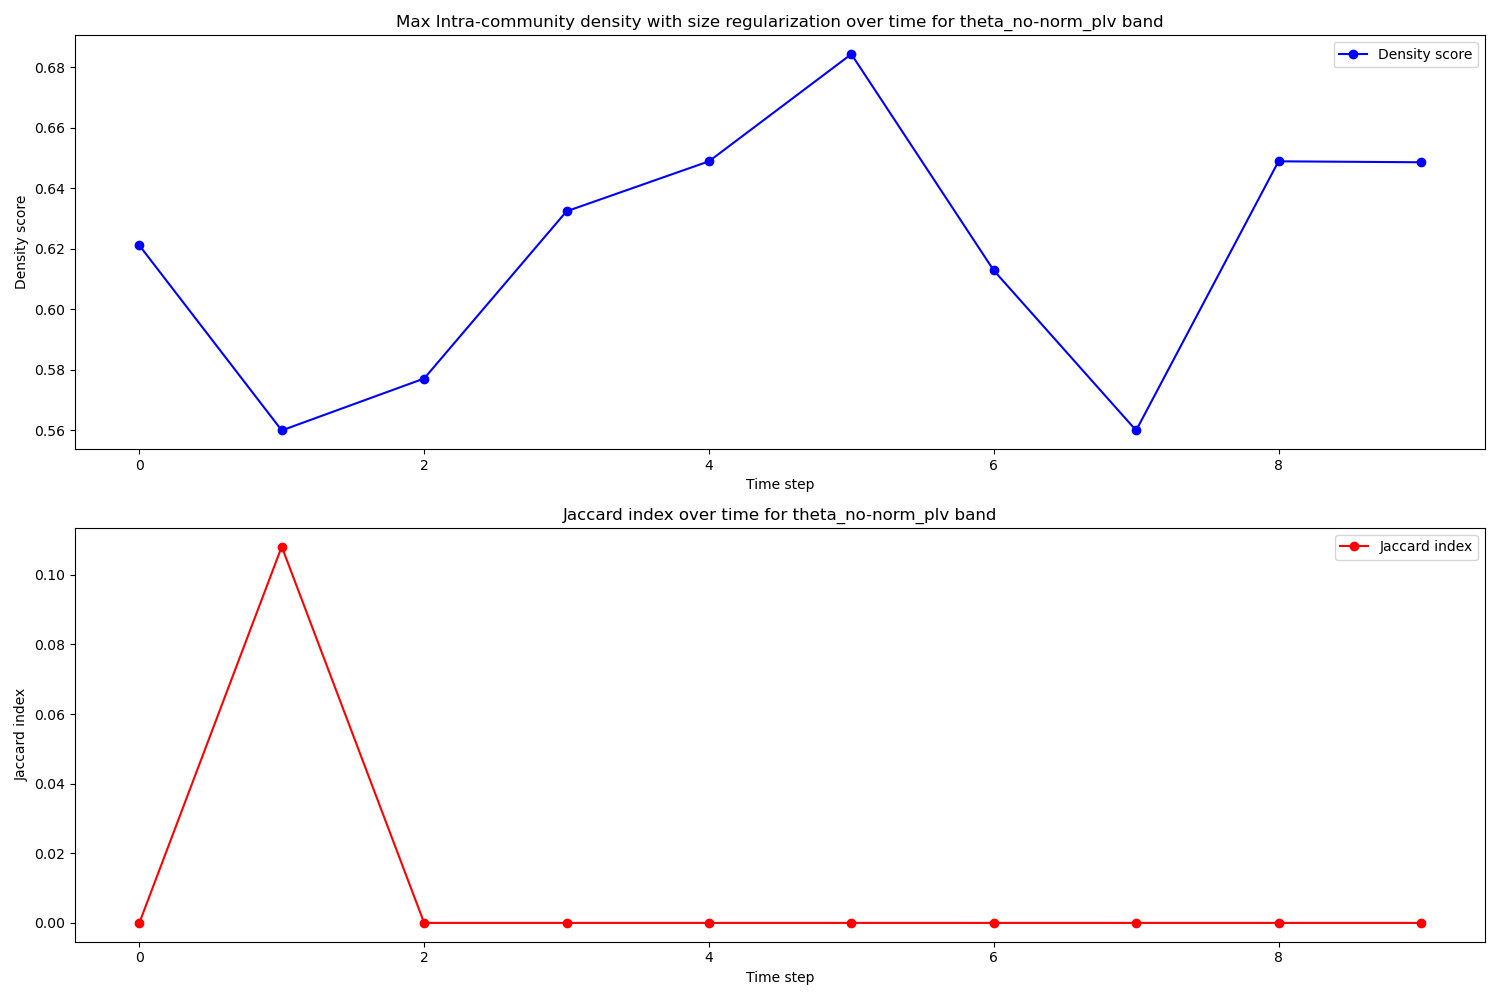 Max Intra-community density with size regularization over time for theta_no-norm_plv band
Density score
0.68
0.66
0.64
0.62
0.60
0.58
0.56
Density score
0
2
4
6
8
Time step
Jaccard index over time for theta_no-norm_plv band
Jaccard index
0.10
0.08
0.06
0.04
0.02
0.00
Jaccard index
0
2
4
6
8
Time step